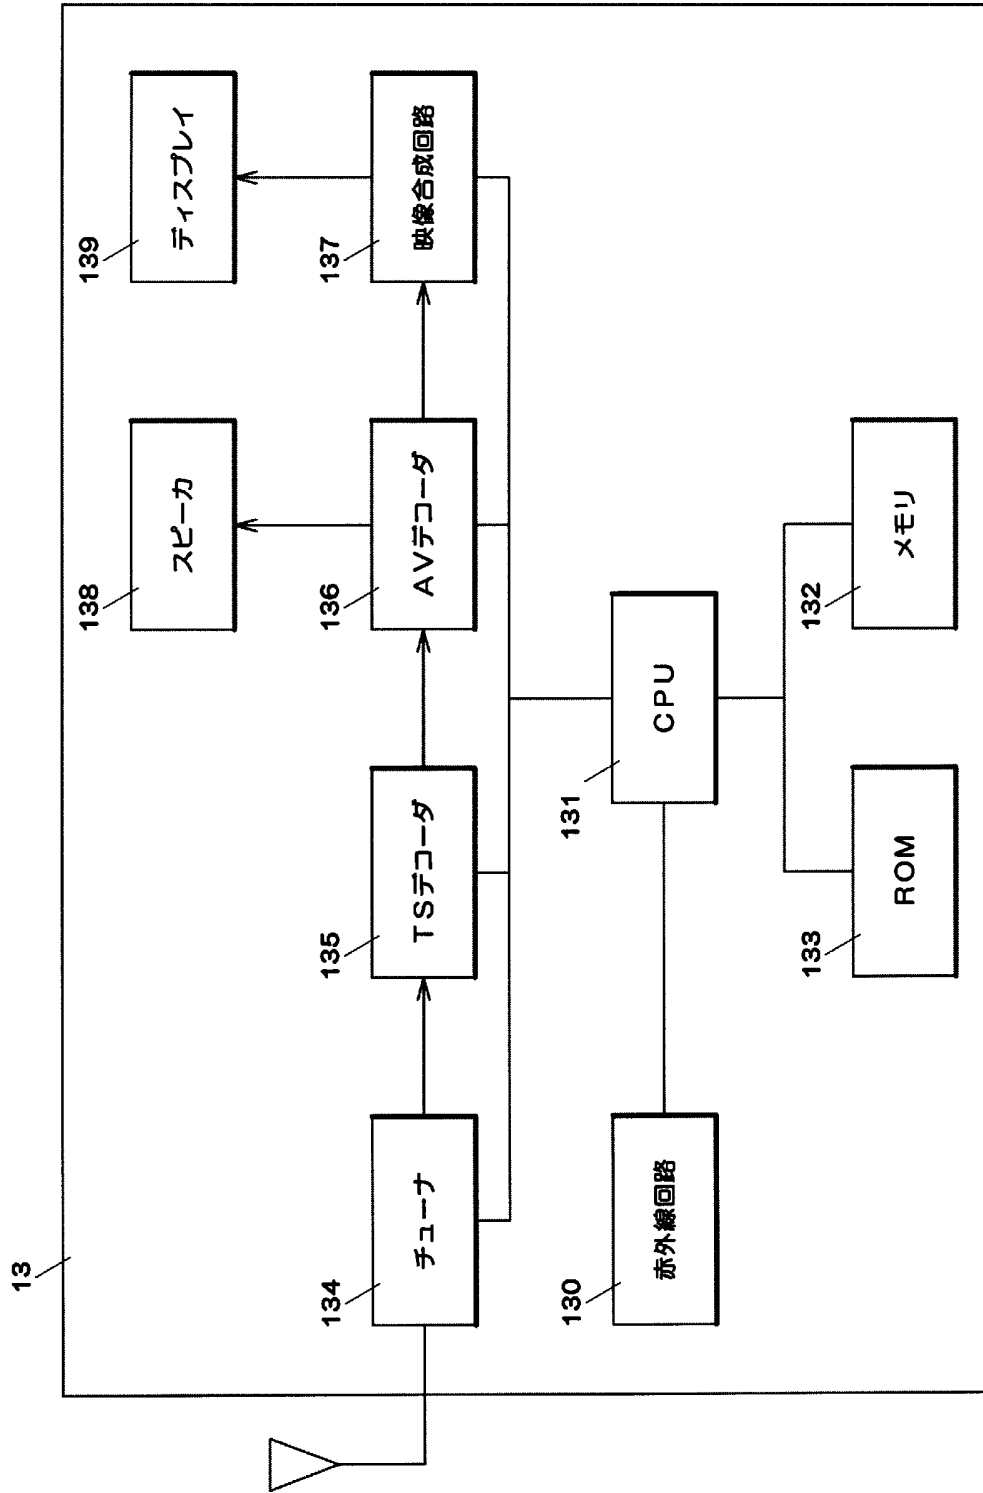 13
138
スピーカ
139
ディスプレイ
134
チューナ
135
TSデコーダ
136
AVデコーダ
137
映像合成回路
130
赤外線回路
131
CPU
133
ROM
132
メモリ